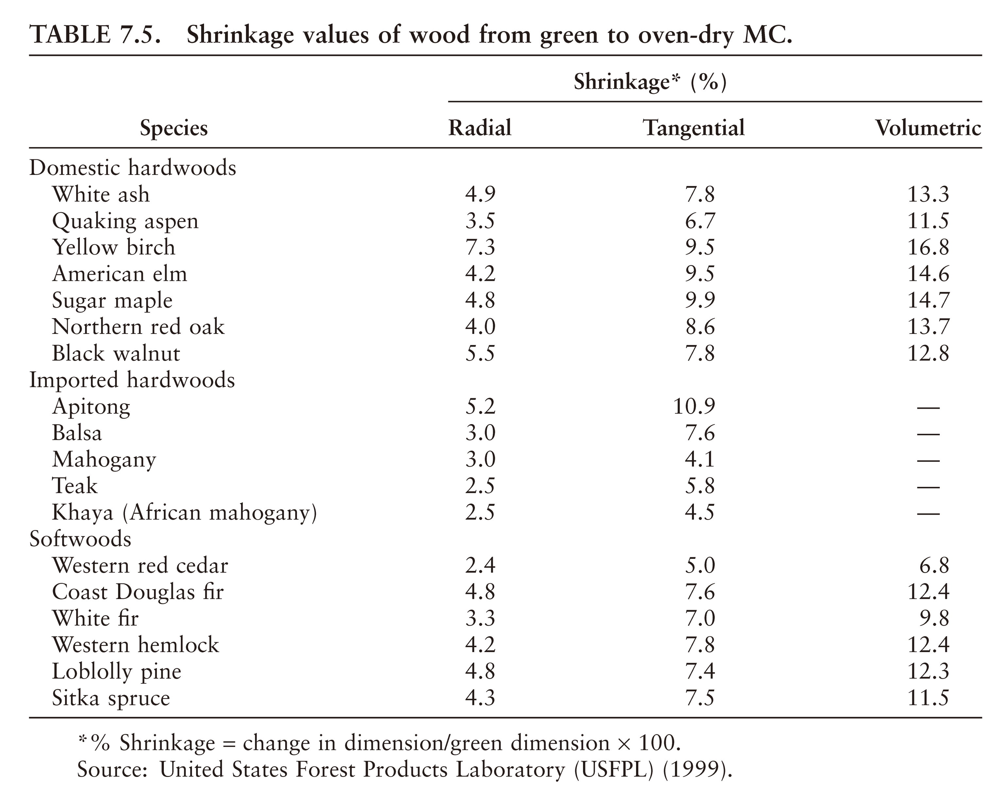 TABLE 7.5. Shrinkage values of wood from green to oven-dry MC.
Shrinkage* (%)
Species Radial Tangential Volumetric
Domestic hardwoods
White ash 4.9 7.8 13.3
Quaking aspen 3.5 6.7 11.5
Yellow birch 7.3 9.5 16.8
American elm 4.2 9.5 14.6
Sugar maple 4.8 9.9 14.7
Northern red oak 4.0 8.6 13.7
Black walnut 5.5 7.8 12.8
Imported hardwoods
Apitong 5.2 10.9 —
Balsa 3.0 7.6 —
Mahogany 3.0 4.1 —
Teak 2.5 5.8 —
Khaya (African mahogany) 2.5 4.5 —
Softwoods
Western red cedar 2.4 5.0 6.8
Coast Douglas fir 4.8 7.6 12.4
White fir 3.3 7.0 9.8
Western hemlock 4.2 7.8 12.4
Loblolly pine 4.8 7.4 12.3
Sitka spruce 4.3 7.5 11.5
*% Shrinkage = change in dimension/green dimension × 100.
Source: United States Forest Products Laboratory (USFPL) (1999).